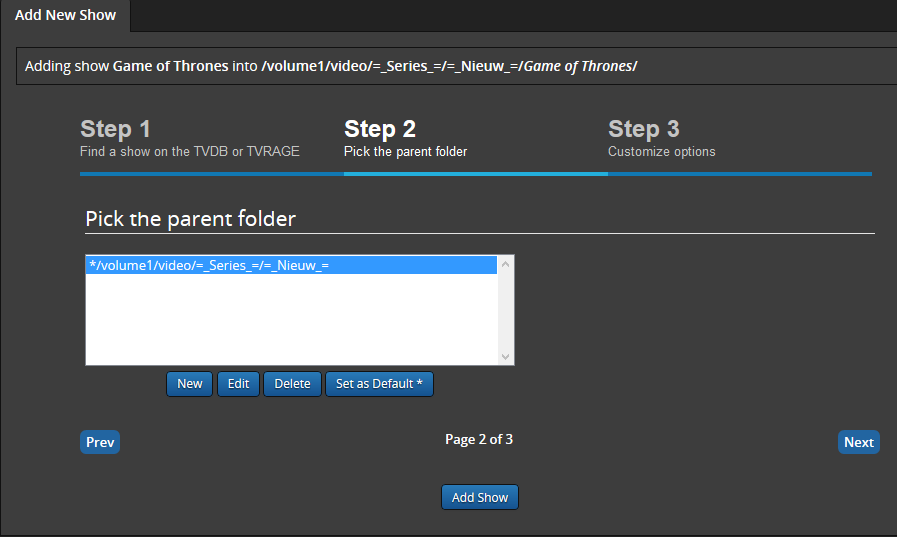 Add New Show
Adding show Game of Thrones into /volume1/video/=_Series_=/=_Nieuw_=/Game of Thrones/
Step 1
Find a show on the TVDB or TVRAGE
Step 2
Pick the parent folder
Step 3
Customize options
Pick the parent folder
*/volume1/video/=_Series_=/=_Nieuw_=
New Edit Delete Set as Default *
Prev Page 2 of 3 Next
Add Show